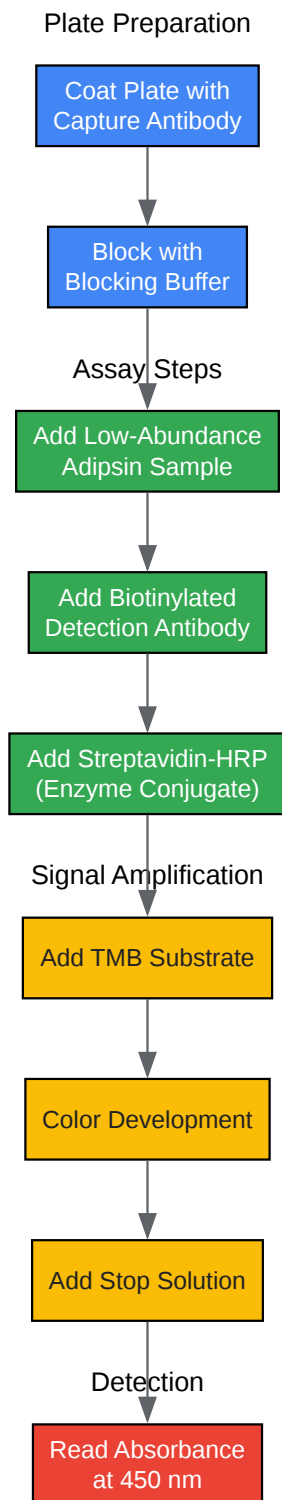 Plate Preparation
Coat Plate with
Capture Antibody
Block with
Blocking Buffer
Assay Steps
Add Low-Abundance
Adipsin Sample
Add Biotinylated
Detection Antibody
Add Streptavidin-HRP
(Enzyme Conjugate)
Signal Amplification
Add TMB Substrate
Color Development
Add Stop Solution
Detection
Read Absorbance
at 450 nm